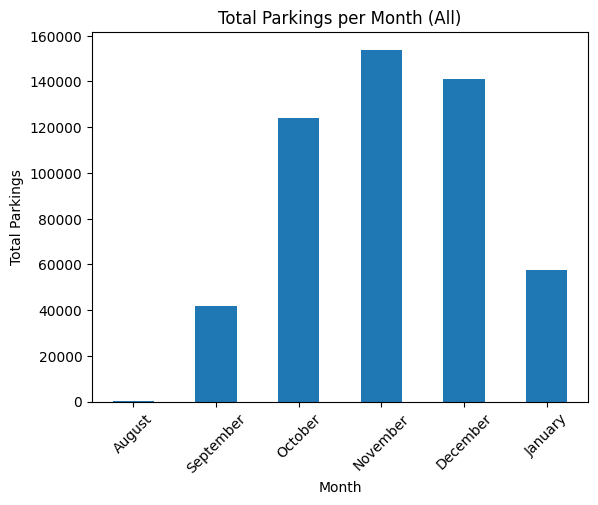 Total Parkings per Month (All)
160000
140000
120000
100000
80000
60000
40000
20000
0
Total Parkings
August
September
October
November
December
January
Month